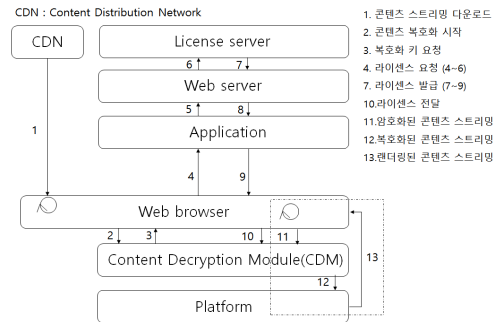 CDN : Content Distribution Network
CDN
License server
6
7
Web server
5
8
Application
1
4
9
Web browser
2
3
10
11
Content Decryption Module(CDM)
12
13
Platform
1. 콘텐츠 스트리밍 다운로드
2. 콘텐츠 복호화 시작
3. 복호화 키 요청
4. 라이센스 요청 (4~6)
7. 라이센스 발급 (7~9)
10.라이센스 전달
11.암호화된 콘텐츠 스트리밍
12.복호화된 콘텐츠 스트리밍
13.랜더링된 콘텐츠 스트리밍